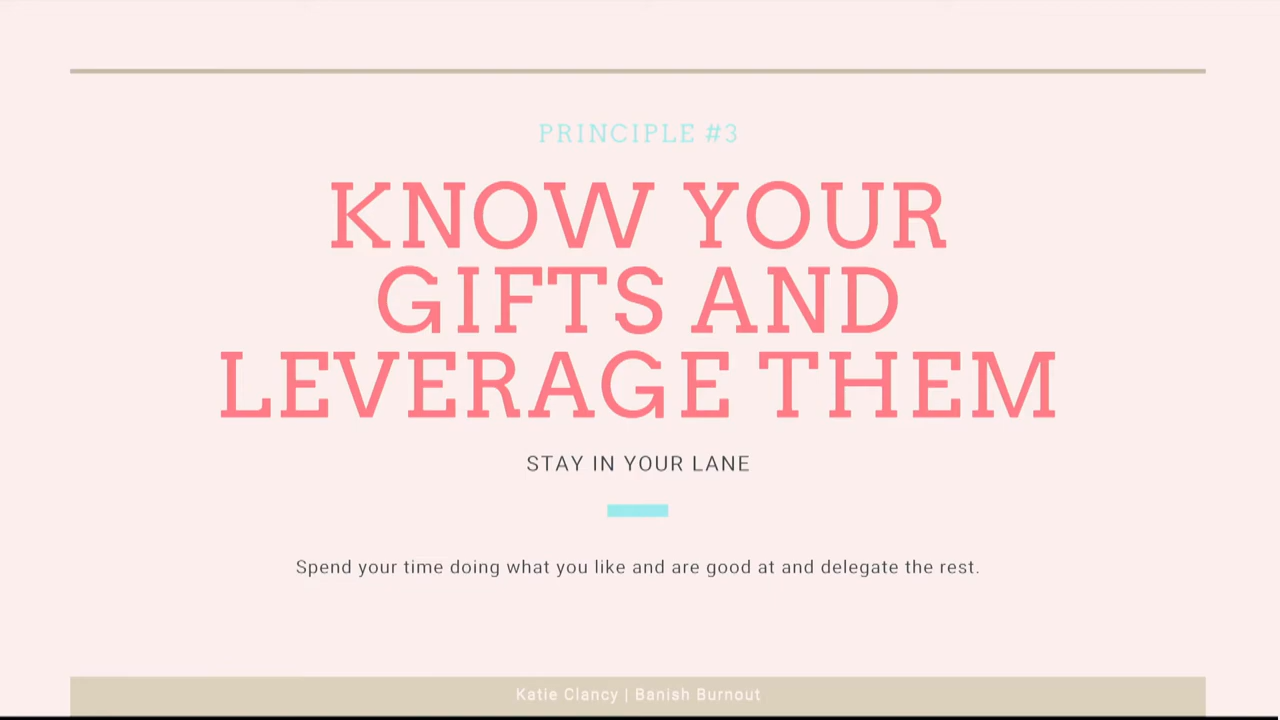 PRINCIPLE #3
KNOW YOUR
GIFTS AND
LEVERAGE THEM
STAY IN YOUR LANE
Spend your time doing what you like and are good at and delegate the rest.
Katie Clancy | Banish Burnout